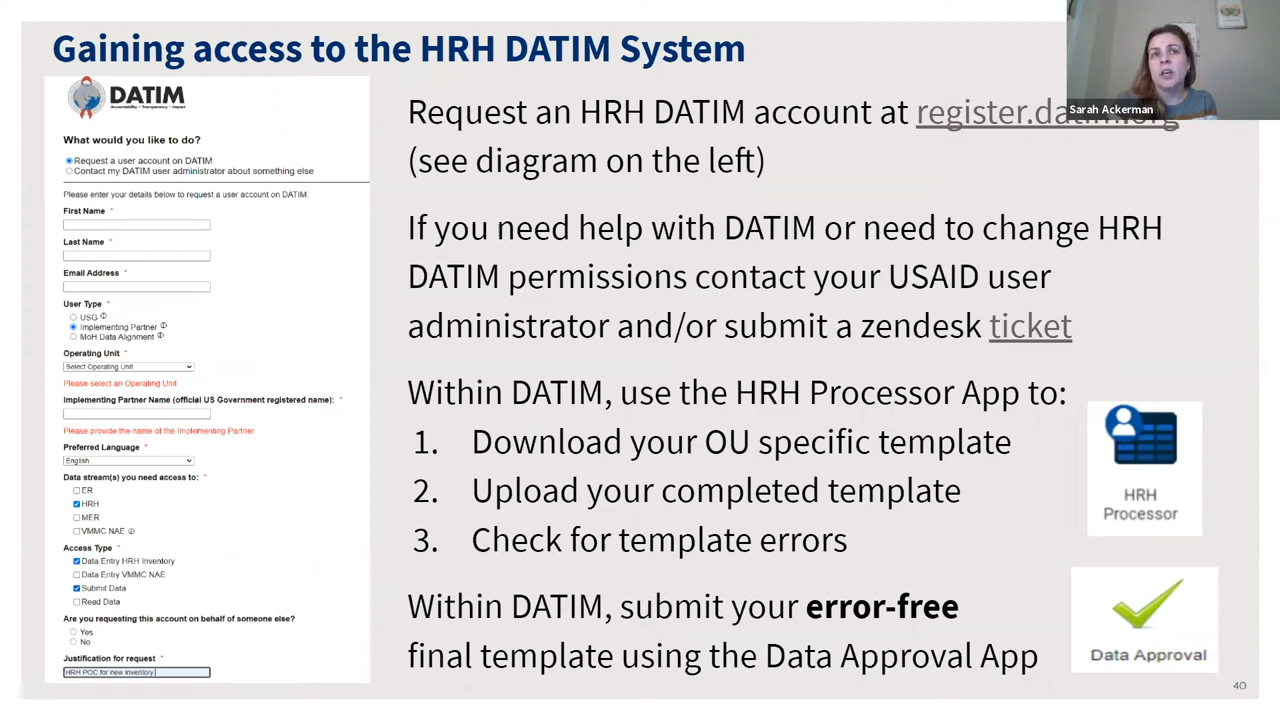 Gaining access to the HRH DATIM System
Sarah Ackerman
DATIM
Accountability • Transparency • Impact
What would you like to do?
Request a user account on DATIM
Contact my DATIM user administrator about something else
Please enter your details below to request a user account on DATIM.
First Name *
Last Name *
Email Address *
User Type *
USG
Implementing Partner
MoH Data Alignment
Operating Unit *
Select Operating Unit
Please select an Operating Unit
Implementing Partner Name (official US Government registered name): *
Please provide the name of the Implementing Partner
Preferred Language *
English
Data stream(s) you need access to: *
ER
HRH
MER
VMMC NAE
Access Type *
Data Entry HRH Inventory
Data Entry VMMC NAE
Submit Data
Read Data
Are you requesting this account on behalf of someone else?
Yes
No
Justification for request *
HRH POC for new inventory
Request an HRH DATIM account at register.datim.org
(see diagram on the left)
If you need help with DATIM or need to change HRH
DATIM permissions contact your USAID user
administrator and/or submit a zendesk ticket
Within DATIM, use the HRH Processor App to:
1. Download your OU specific template
2. Upload your completed template
3. Check for template errors
HRH
Processor
Within DATIM, submit your error-free
final template using the Data Approval App
Data Approval
40